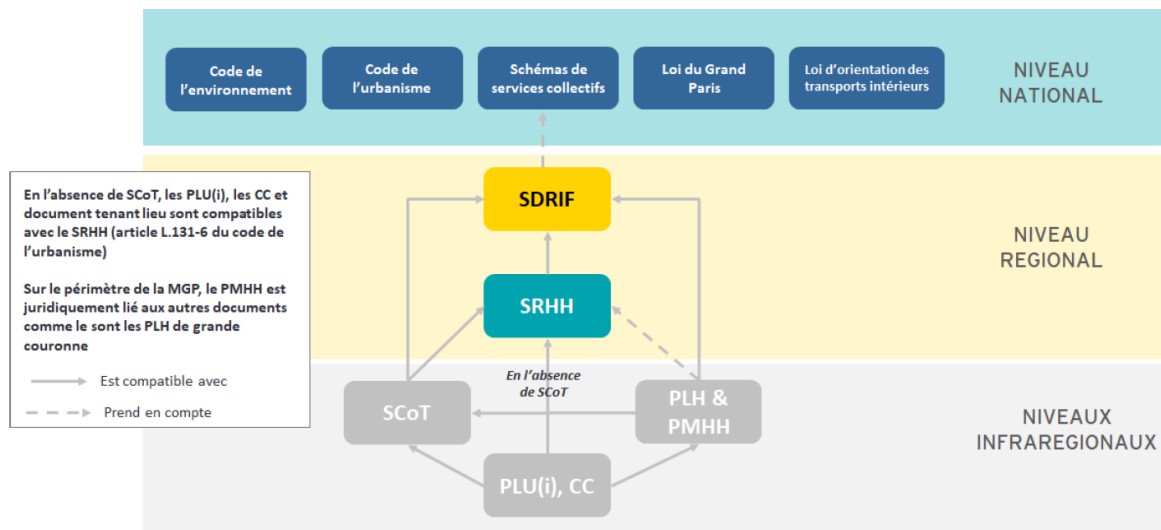 Code de
l'environnement
Code de
l'urbanisme
Schémas de
services collectifs
Loi du Grand
Paris
Loi d'orientation des
transports intérieurs
NIVEAU
NATIONAL
En l'absence de SCoT, les PLU(i), les CC et
document tenant lieu sont compatibles
avec le SRHH (article L.131-6 du code de
l'urbanisme)
Sur le périmètre de la MGP, le PMHH est
juridiquement lié aux autres documents
comme le sont les PLH de grande
couronne
Est compatible avec
Prend en compte
SDRIF
SRHH
NIVEAU
REGIONAL
En l'absence
de SCoT
SCoT
PLH &
PMHH
PLU(i), CC
NIVEAUX
INFRAREGIONAUX